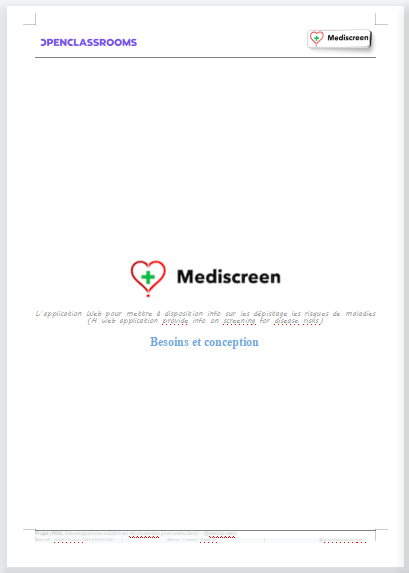 OPENCLASSROOMS
Mediscreen
Mediscreen
L'application Web pour mettre à disposition info sur les dépistage les risques de maladies
(A web application provide info on screening for disease risks)
Besoins et conception